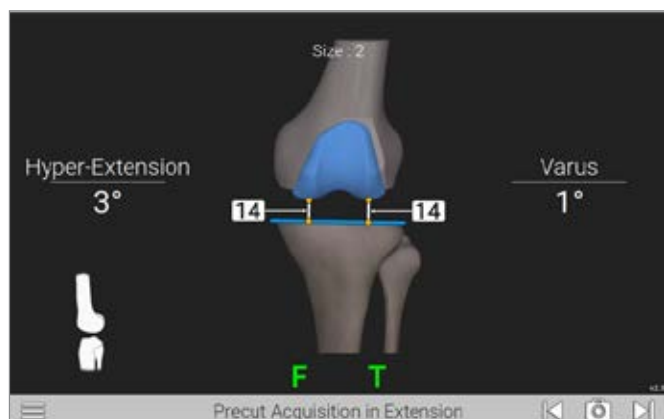 Size : 2
Hyper-Extension
3°
Varus
1°
14
14
F
T
Precut Acquisition in Extension